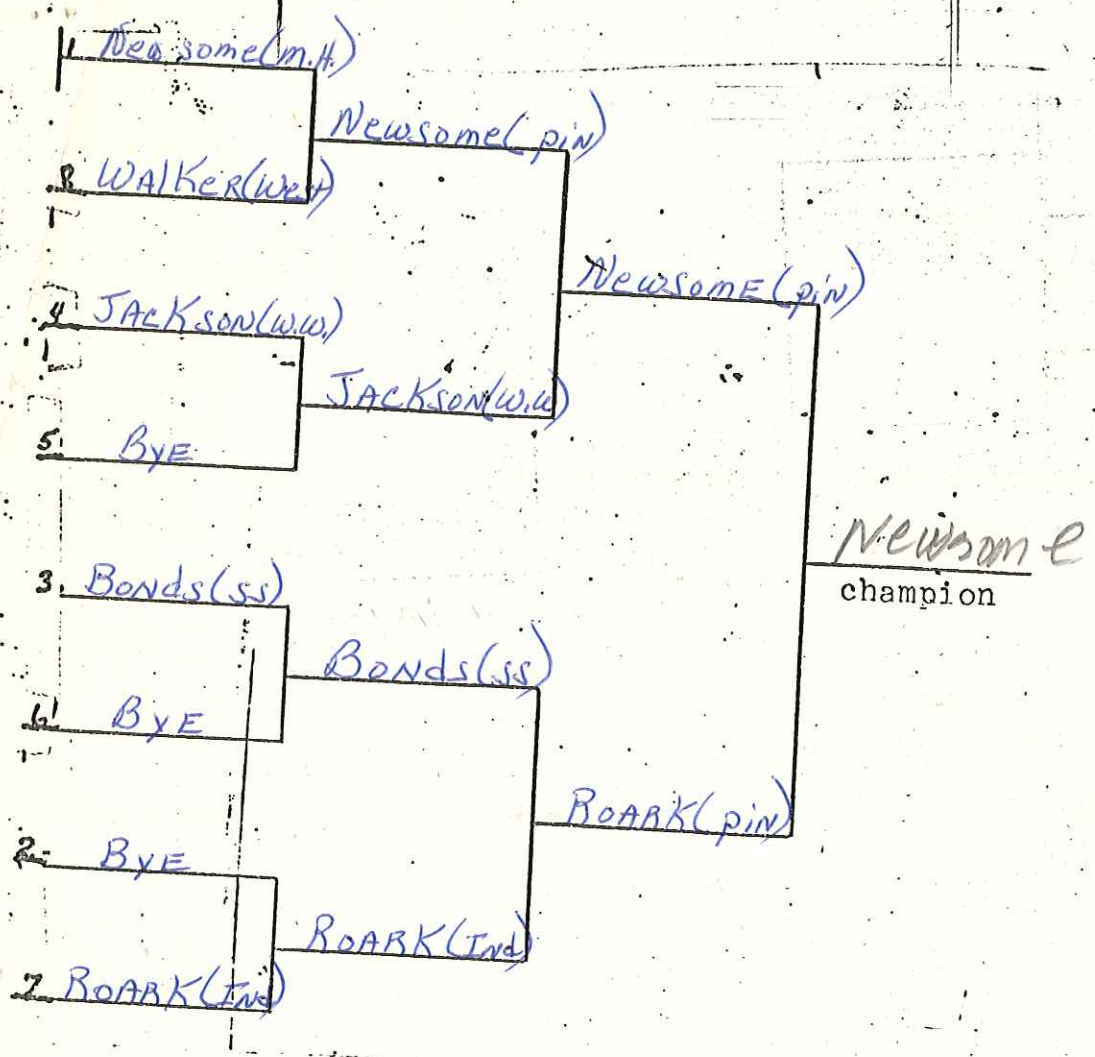 1 Newsome(m.H.)
Newsome(pin)
8. WALKER(West)
NewsomE(pin)
4 JACKSON(w.w.)
JACKSON(w.w)
5. ByE
Newsome
champion
3. Bonds(ss)
Bonds(ss)
6. ByE
ROARK(pin)
2. ByE
ROARK(Ind)
7 ROARK(Ind)